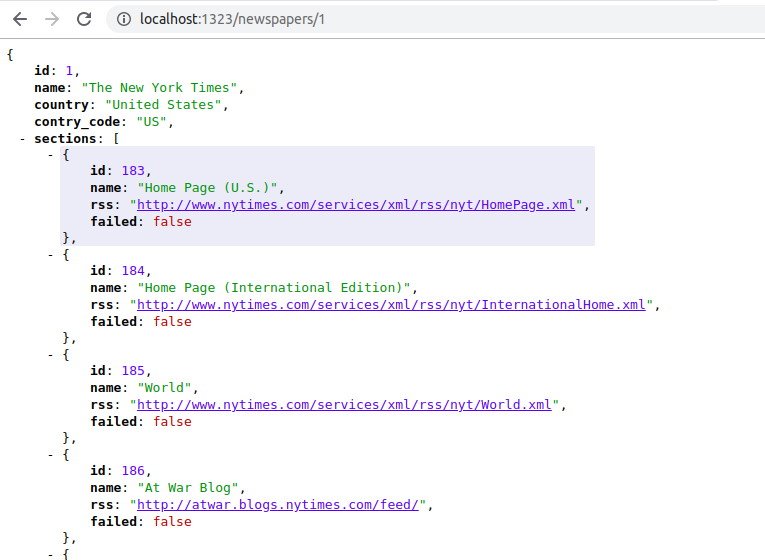 localhost:1323/newspapers/1
{
id: 1,
name: "The New York Times",
country: "United States",
contry_code: "US",
- sections: [
- {
id: 183,
name: "Home Page (U.S.)",
rss: "http://www.nytimes.com/services/xml/rss/nyt/HomePage.xml",
failed: false
},
- {
id: 184,
name: "Home Page (International Edition)",
rss: "http://www.nytimes.com/services/xml/rss/nyt/InternationalHome.xml",
failed: false
},
- {
id: 185,
name: "World",
rss: "http://www.nytimes.com/services/xml/rss/nyt/World.xml",
failed: false
},
- {
id: 186,
name: "At War Blog",
rss: "http://atwar.blogs.nytimes.com/feed/",
failed: false
},
- {